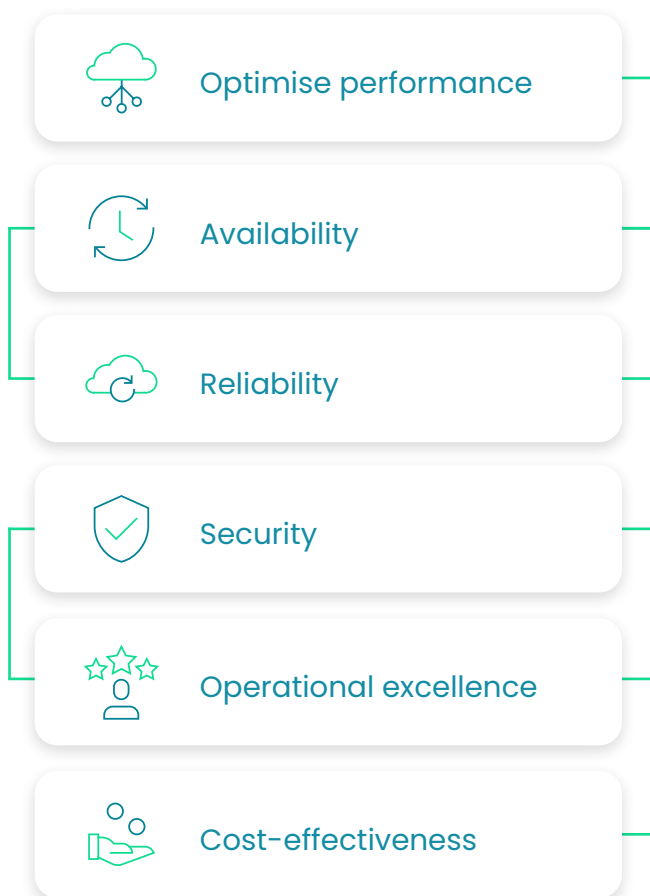 Optimise performance
Availability
Reliability
Security
Operational excellence
Cost-effectiveness